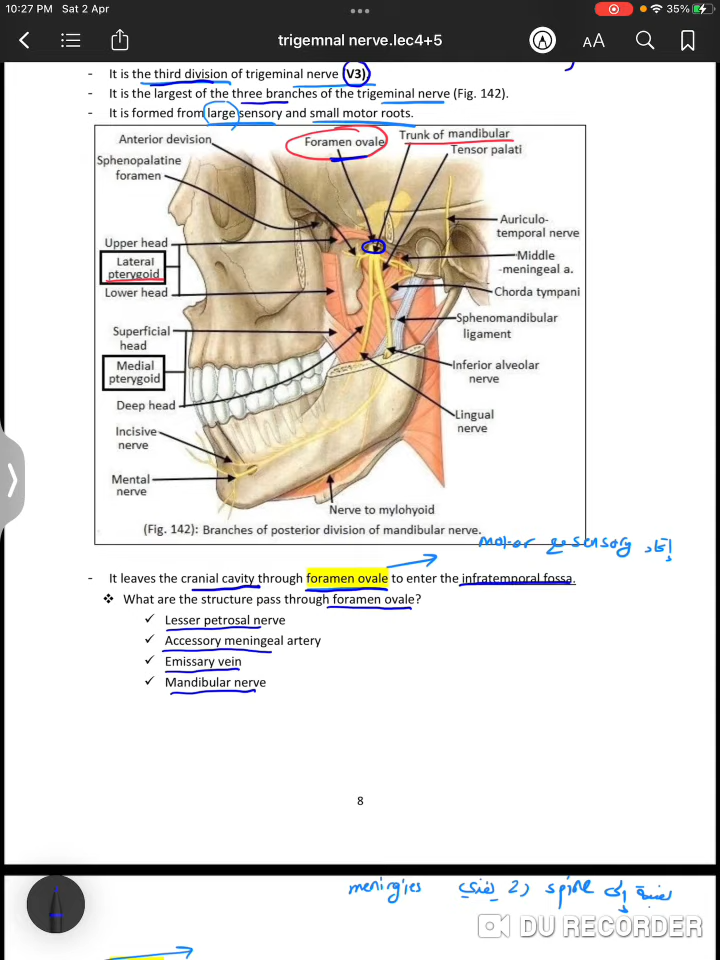 10:27 PM Sat 2 Apr
35%
trigemnal nerve.lec4+5
AA
- It is the third division of trigeminal nerve (V3).
- It is the largest of the three branches of the trigeminal nerve (Fig. 142).
- It is formed from large sensory and small motor roots.
Anterior devision
Foramen ovale
Trunk of mandibular
Tensor palati
Sphenopalatine
foramen
Auriculo-
temporal nerve
Upper head
Middle
-meningeal a.
Lateral
pterygoid
Lower head
Chorda tympani
Superficial
head
Sphenomandibular
ligament
Medial
pterygoid
Inferior alveolar
nerve
Deep head
Lingual
nerve
Incisive
nerve
Mental
nerve
Nerve to mylohyoid
(Fig. 142): Branches of posterior division of mandibular nerve.
motor sensory
- It leaves the cranial cavity through foramen ovale to enter the infratemporal fossa.
❖ What are the structure pass through foramen ovale?
✓ Lesser petrosal nerve
✓ Accessory meningeal artery
✓ Emissary vein
✓ Mandibular nerve
8
spine
DU RECORDER